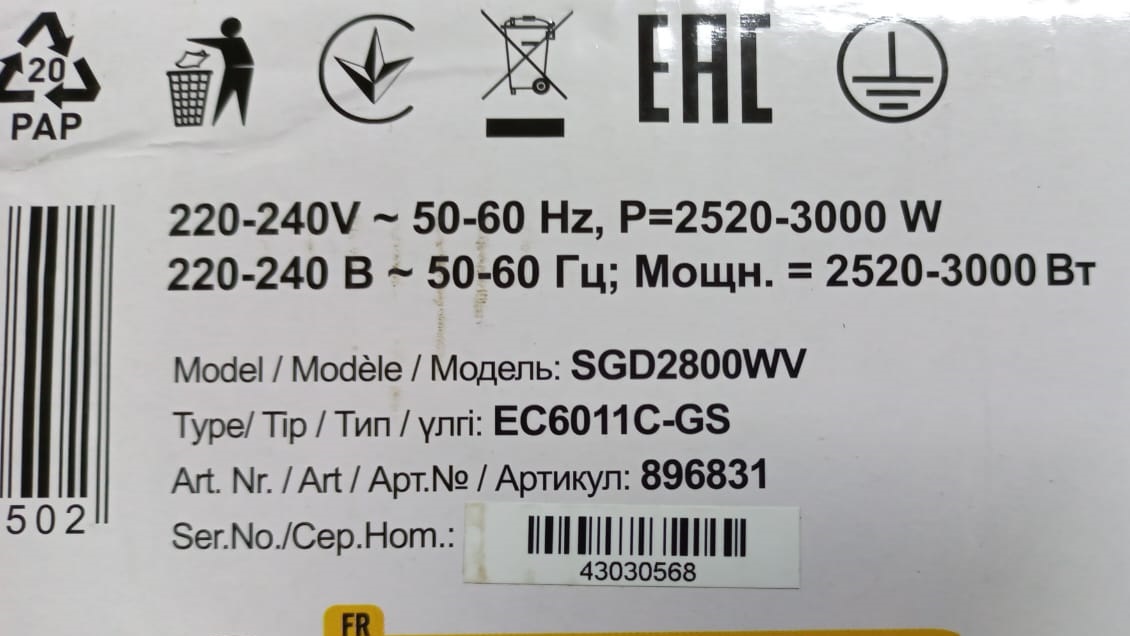 20
PAP
EAC
220-240V ~ 50-60 Hz, P=2520-3000 W
220-240 В ~ 50-60 Гц; Мощн. = 2520-3000 Вт
Model / Modèle / Модель: SGD2800WV
Type/ Tip / Тип / үлгі: EC6011C-GS
Art. Nr. / Art / Арт.№ / Артикул: 896831
Ser.No./Сер.Ном.:
43030568
502
FR